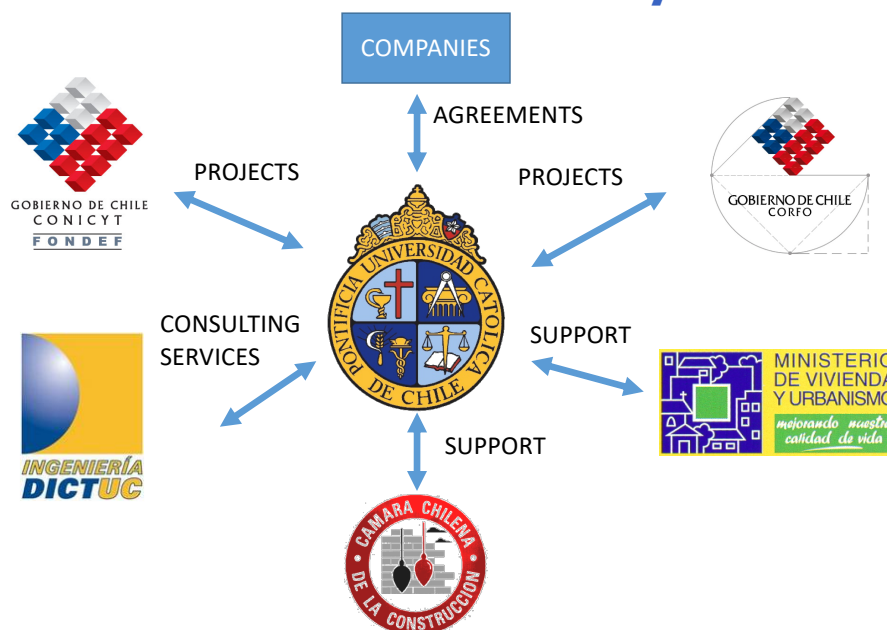 COMPANIES
AGREEMENTS
PROJECTS
PROJECTS
GOBIERNO DE CHILE
CONICYT
FONDEF
GOBIERNO DE CHILE
CORFO
PONTIFICIA UNIVERSIDAD CATOLICA
DE CHILE
CONSULTING
SERVICES
SUPPORT
MINISTERIO
DE VIVIENDA
Y URBANISMO
mejorando nuestra
calidad de vida
INGENIERÍA
DICTUC
SUPPORT
CAMARA CHILENA
DE LA CONSTRUCCION